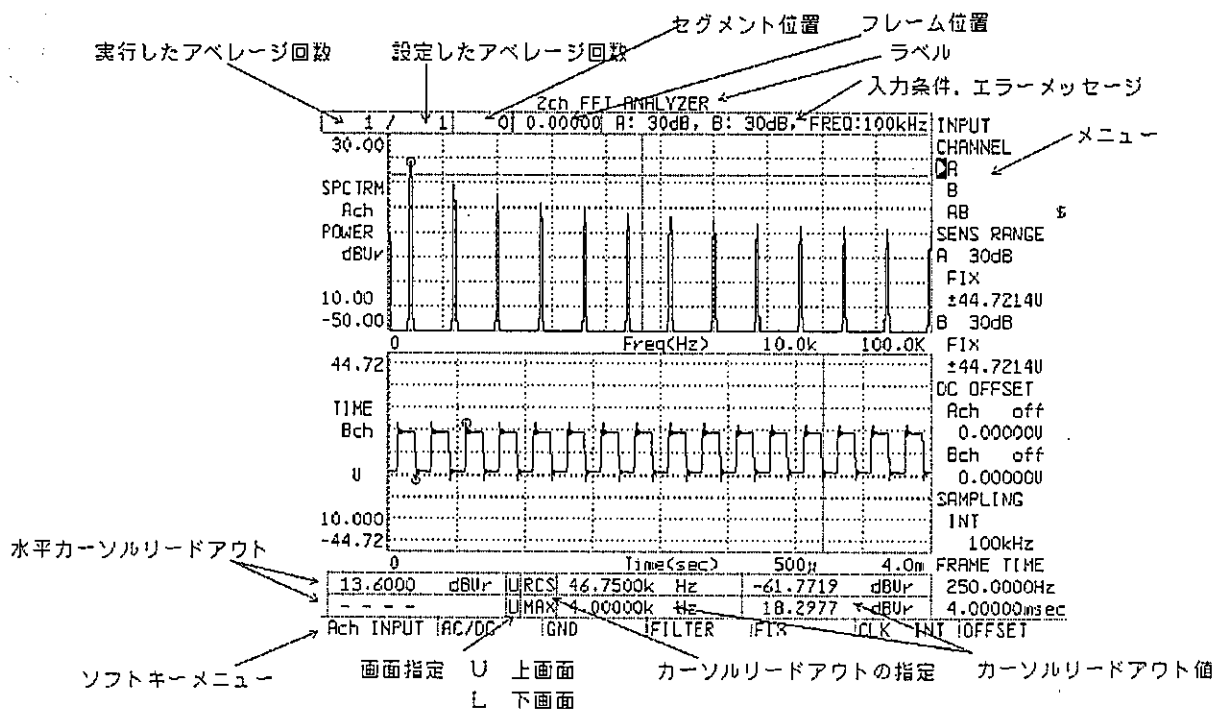 セグメント位置
フレーム位置
実行したアベレージ回数
設定したアベレージ回数
ラベル
入力条件，エラーメッセージ
2ch FFT ANALYZER
1 / 1 0 0.00000 A: 30dB, B: 30dB, FREQ:100kHz
INPUT
メニュー
30.00
CHANNEL
A
SPCTRM
B
Ach
AB
POWER
SENS RANGE
dBVr
A 30dB
FIX
10.00
±44.7214V
-50.00
B 30dB
0 Freq(Hz) 10.0k 100.0K
FIX
44.72
±44.7214V
DC OFFSET
TIME
Ach off
Bch
0.00000V
Bch off
V
0.00000V
SAMPLING
10.000
INT
-44.72
100kHz
水平カーソルリードアウト
0 Time(sec) 500μ 4.0m
FRAME TIME
13.6000 dBVr U RCS 46.7500k Hz -61.7719 dBVr
250.0000Hz
- - - - U MAX 4.00000k Hz 18.2977 dBVr
4.00000msec
Ach INPUT AC/DC GND FILTER FIX CLK INT OFFSET
ソフトキーメニュー
画面指定 U 上画面
L 下画面
カーソルリードアウトの指定
カーソルリードアウト値